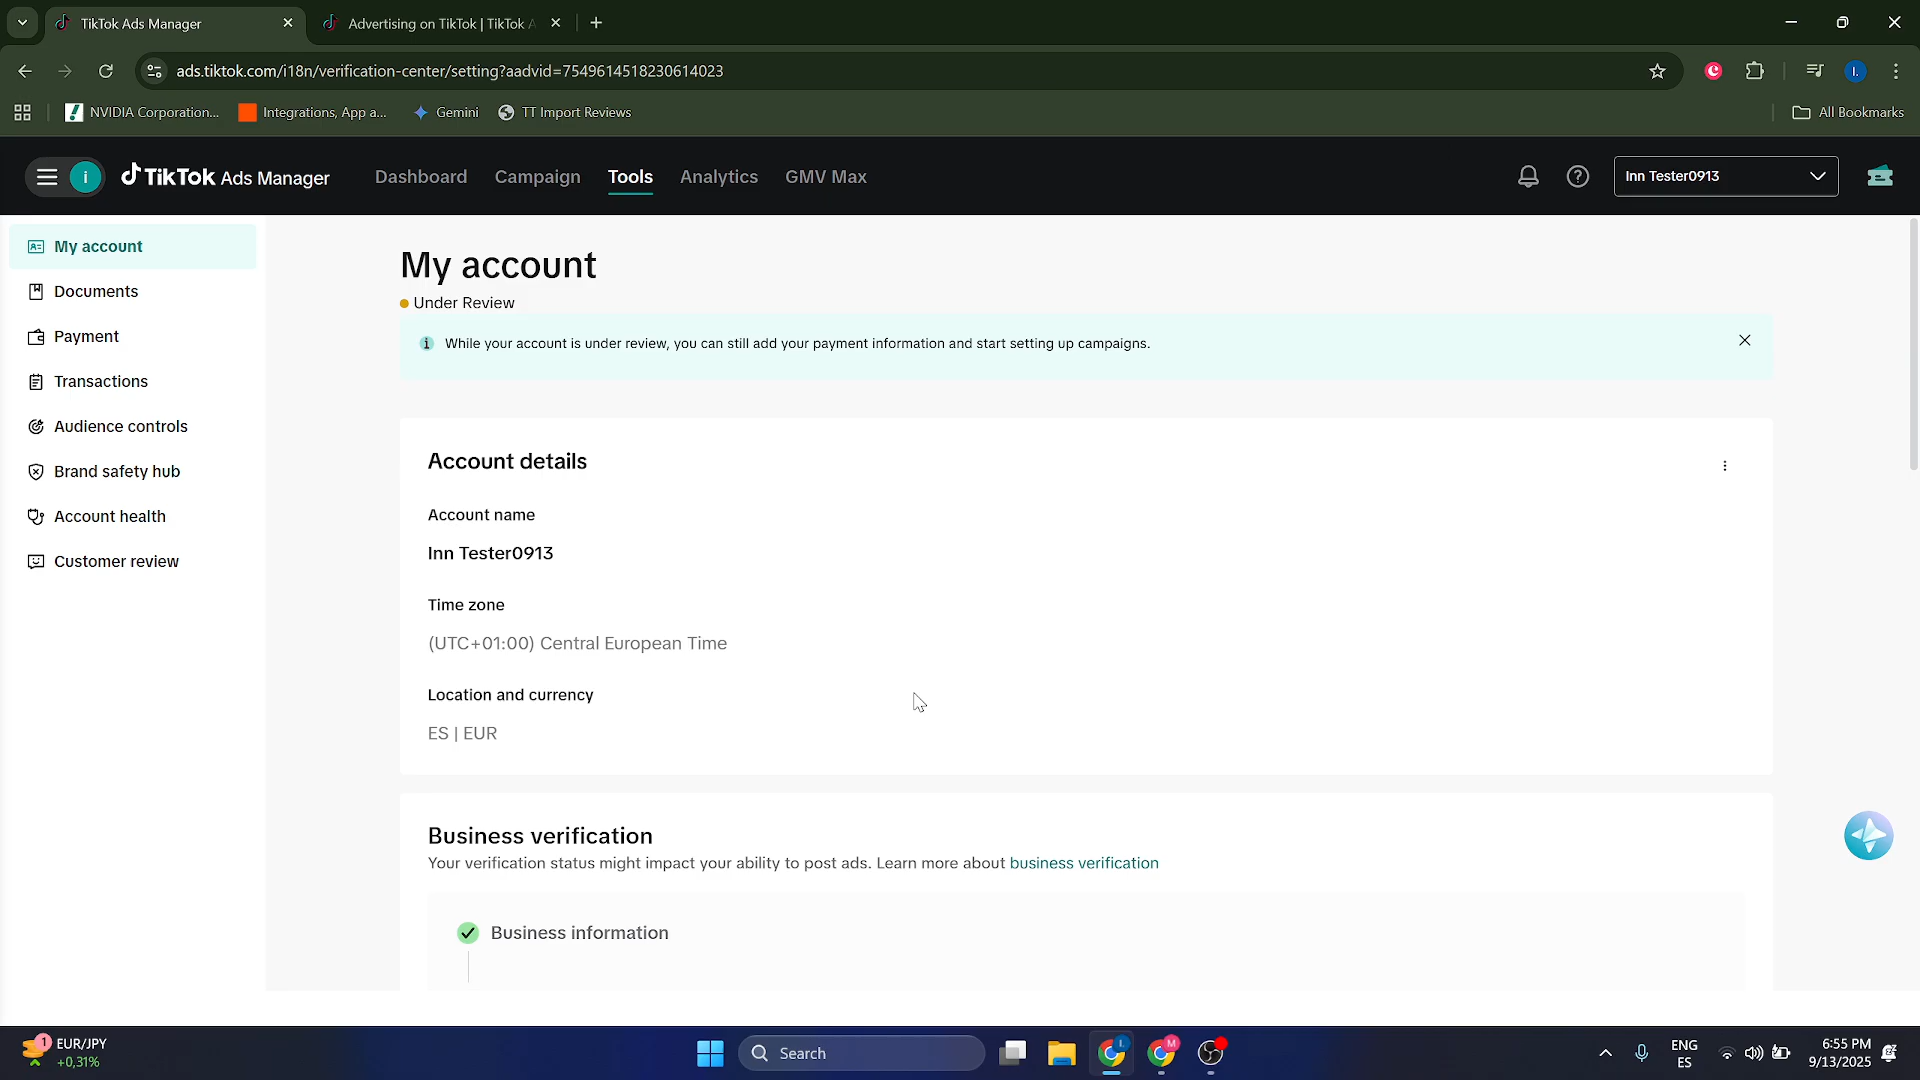 TikTok Ads Manager
Advertising on TikTok | TikTok A
ads.tiktok.com/i18n/verification-center/setting?aadvid=7549614518230614023
I.
NVIDIA Corporation...
Integrations, App a...
Gemini
TT Import Reviews
All Bookmarks
i
TikTok Ads Manager
Dashboard
Campaign
Tools
Analytics
GMV Max
Inn Tester0913
My account
Documents
Payment
Transactions
Audience controls
Brand safety hub
Account health
Customer review
My account
Under Review
While your account is under review, you can still add your payment information and start setting up campaigns.
Account details
Account name
Inn Tester0913
Time zone
(UTC+01:00) Central European Time
Location and currency
ES | EUR
Business verification
Your verification status might impact your ability to post ads. Learn more about business verification
Business information
1
EUR/JPY
+0,31%
Search
I.
M
ENG
ES
6:55 PM
9/13/2025